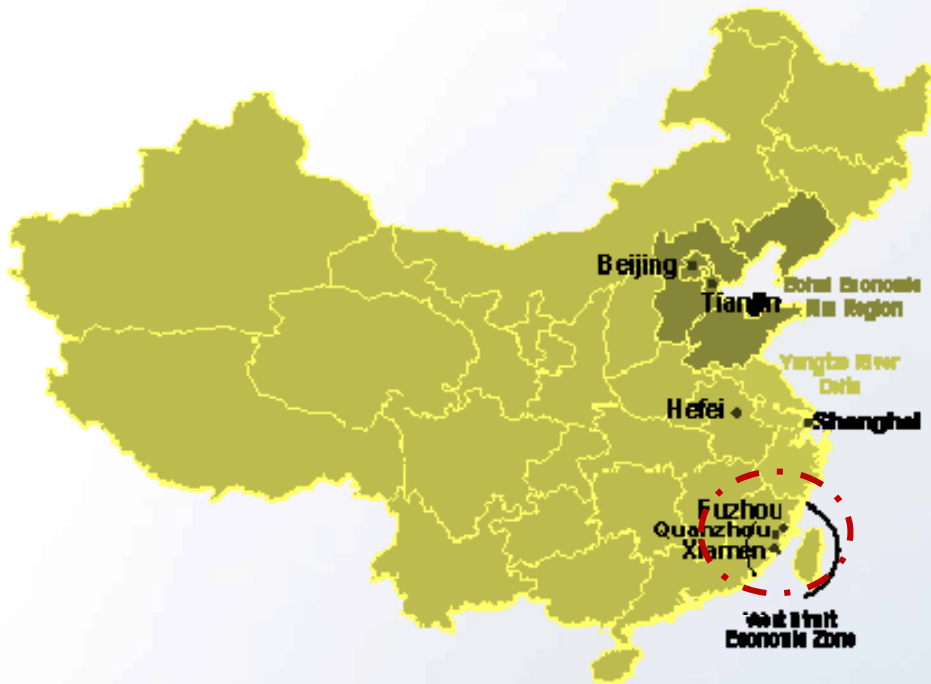 Beijing
Tianjin
Bohai Economic
Rim Region
Yangtze River
Delta
Hefei
Shanghai
Fuzhou
Quanzhou
Xiamen
West Strait
Economic Zone